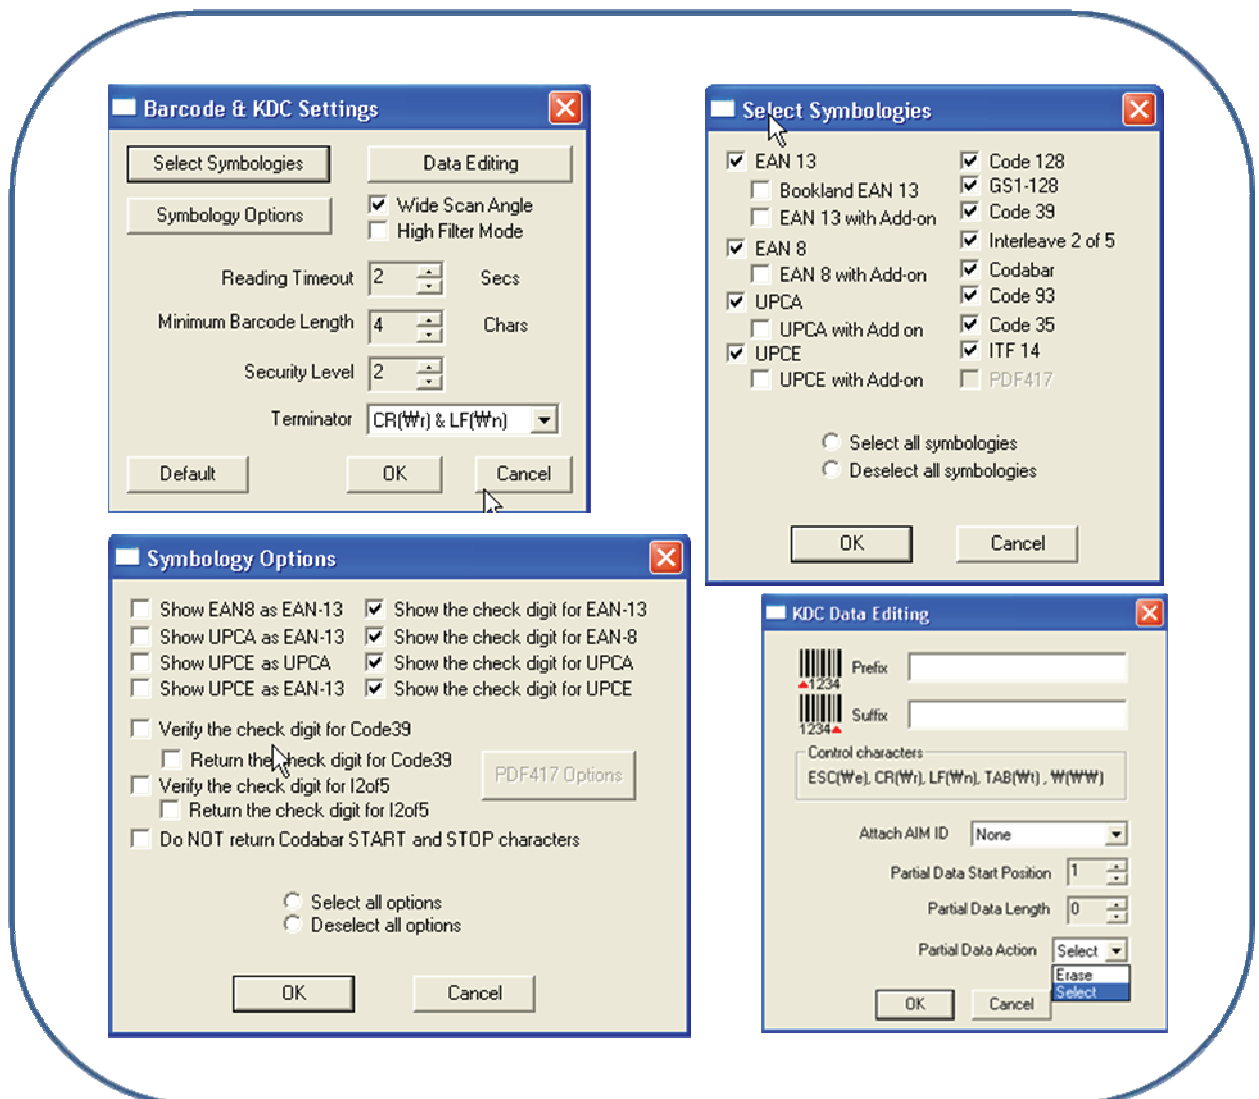 Barcode & KDC Settings
Select Symbologies
Data Editing
Symbology Options
Wide Scan Angle
High Filter Mode
Reading Timeout 2 Secs
Minimum Barcode Length 4 Chars
Security Level 2
Terminator CR(₩r) & LF(₩n)
Default OK Cancel
Select Symbologies
EAN 13
Bookland EAN 13
EAN 13 with Add-on
EAN 8
EAN 8 with Add-on
UPCA
UPCA with Add on
UPCE
UPCE with Add-on
Code 128
GS1-128
Code 39
Interleave 2 of 5
Codabar
Code 93
Code 35
ITF 14
PDF417
Select all symbologies
Deselect all symbologies
OK Cancel
Symbology Options
Show EAN8 as EAN-13
Show UPCA as EAN-13
Show UPCE as UPCA
Show UPCE as EAN-13
Show the check digit for EAN-13
Show the check digit for EAN-8
Show the check digit for UPCA
Show the check digit for UPCE
Verify the check digit for Code39
Return the check digit for Code39
Verify the check digit for I2of5
Return the check digit for I2of5
Do NOT return Codabar START and STOP characters
PDF417 Options
Select all options
Deselect all options
OK Cancel
KDC Data Editing
1234 Prefix
1234 Suffix
Control characters
ESC(₩e), CR(₩r), LF(₩n), TAB(₩t) , ₩(₩₩)
Attach AIM ID None
Partial Data Start Position 1
Partial Data Length 0
Partial Data Action Select
Erase
Select
OK Cancel